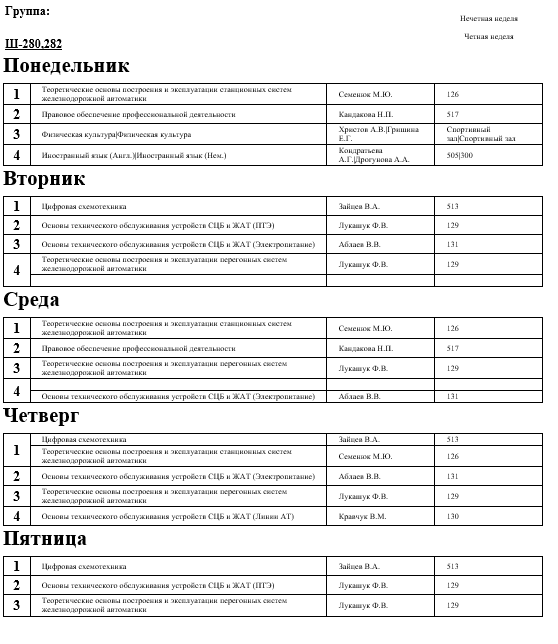 Группа:
Нечетная неделя
Четная неделя
Ш-280,282
Понедельник
1 Теоретические основы построения и эксплуатации станционных систем железнодорожной автоматики Семенюк М.Ю. 126
2 Правовое обеспечение профессиональной деятельности Кандакова Н.П. 517
3 Физическая культура|Физическая культура Христов А.В.|Гришина Е.Г. Спортивный зал|Спортивный зал
4 Иностранный язык (Англ.)|Иностранный язык (Нем.) Кондратьева А.Г.|Дрогунова А.А. 505|300
Вторник
1 Цифровая схемотехника Зайцев В.А. 513
2 Основы технического обслуживания устройств СЦБ и ЖАТ (ПТЭ) Лукашук Ф.В. 129
3 Основы технического обслуживания устройств СЦБ и ЖАТ (Электропитание) Аблаев В.В. 131
4 Теоретические основы построения и эксплуатации перегонных систем железнодорожной автоматики Лукашук Ф.В. 129
Среда
1 Теоретические основы построения и эксплуатации станционных систем железнодорожной автоматики Семенюк М.Ю. 126
2 Правовое обеспечение профессиональной деятельности Кандакова Н.П. 517
3 Теоретические основы построения и эксплуатации перегонных систем железнодорожной автоматики Лукашук Ф.В. 129
4 Основы технического обслуживания устройств СЦБ и ЖАТ (Электропитание) Аблаев В.В. 131
Четверг
1 Цифровая схемотехника Зайцев В.А. 513
Теоретические основы построения и эксплуатации станционных систем железнодорожной автоматики Семенюк М.Ю. 126
2 Основы технического обслуживания устройств СЦБ и ЖАТ (Электропитание) Аблаев В.В. 131
3 Теоретические основы построения и эксплуатации перегонных систем железнодорожной автоматики Лукашук Ф.В. 129
4 Основы технического обслуживания устройств СЦБ и ЖАТ (Линии АТ) Кравчук В.М. 130
Пятница
1 Цифровая схемотехника Зайцев В.А. 513
2 Основы технического обслуживания устройств СЦБ и ЖАТ (ПТЭ) Лукашук Ф.В. 129
3 Теоретические основы построения и эксплуатации перегонных систем железнодорожной автоматики Лукашук Ф.В. 129